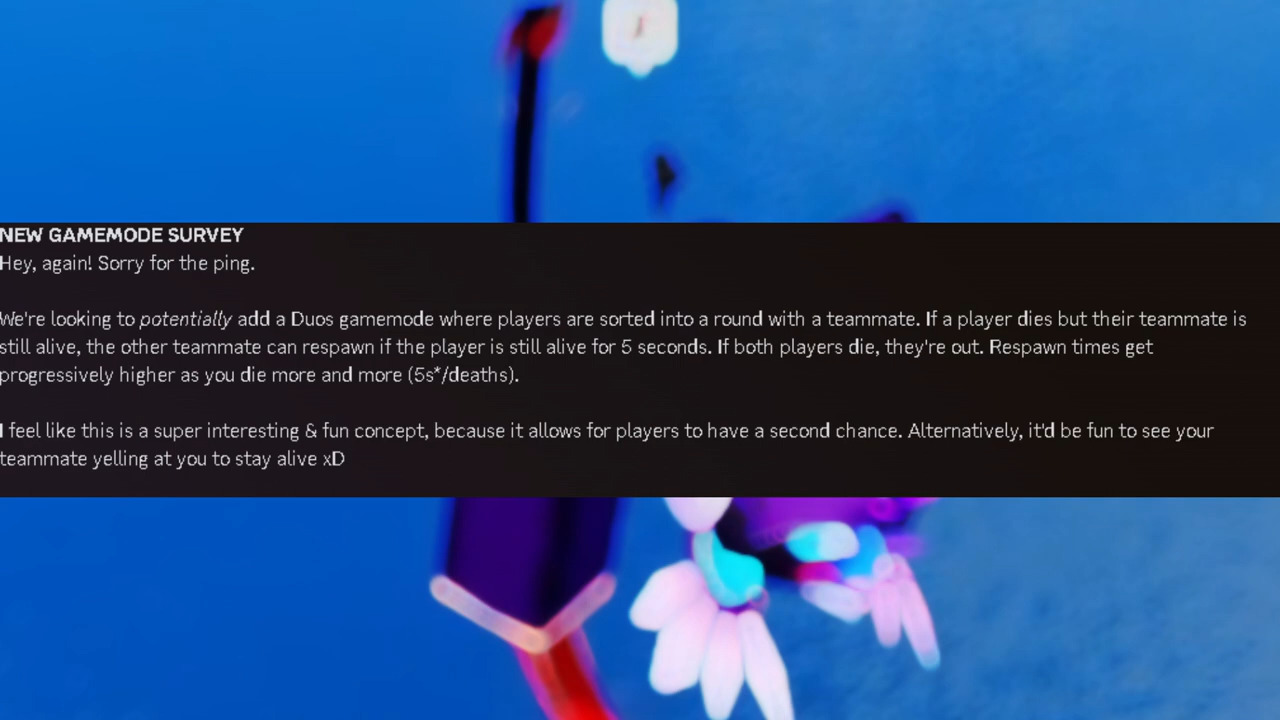 NEW GAMEMODE SURVEY
Hey, again! Sorry for the ping.
We're looking to potentially add a Duos gamemode where players are sorted into a round with a teammate. If a player dies but their teammate is
still alive, the other teammate can respawn if the player is still alive for 5 seconds. If both players die, they're out. Respawn times get
progressively higher as you die more and more (5s*/deaths).
I feel like this is a super interesting & fun concept, because it allows for players to have a second chance. Alternatively, it'd be fun to see your
teammate yelling at you to stay alive xD